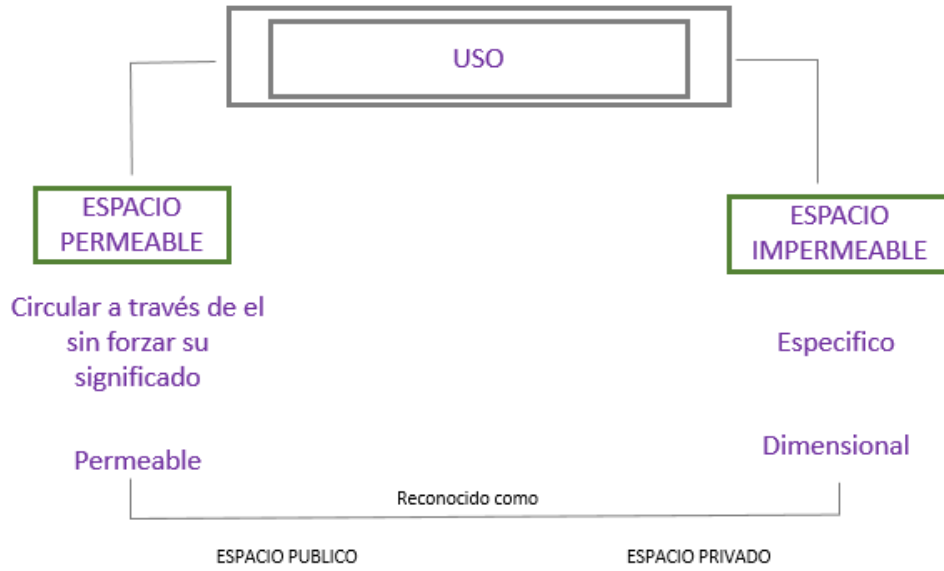 USO
ESPACIO
PERMEABLE
Circular a través de el
sin forzar su
significado
Permeable
ESPACIO
IMPERMEABLE
Especifico
Dimensional
Reconocido como
ESPACIO PUBLICO
ESPACIO PRIVADO